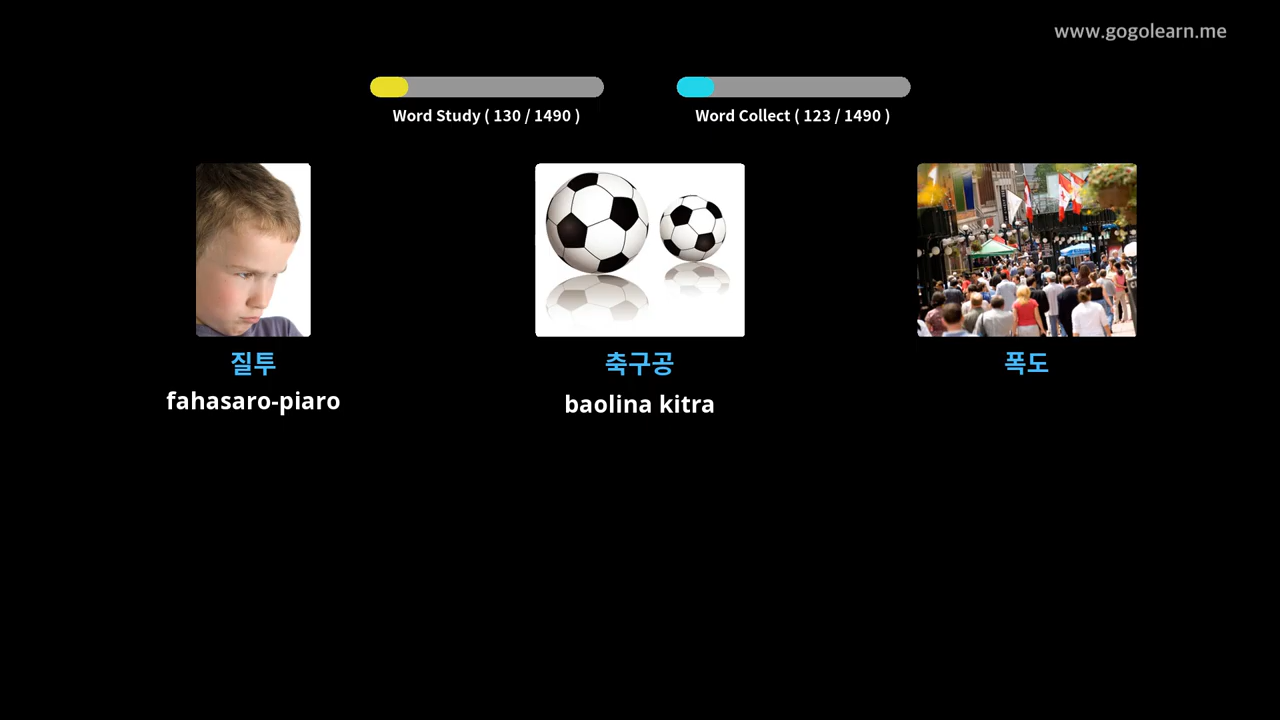 www.gogolearn.me
Word Study ( 130 / 1490 )
Word Collect ( 123 / 1490 )
질투
축구공
폭도
fahasaro-piaro
baolina kitra